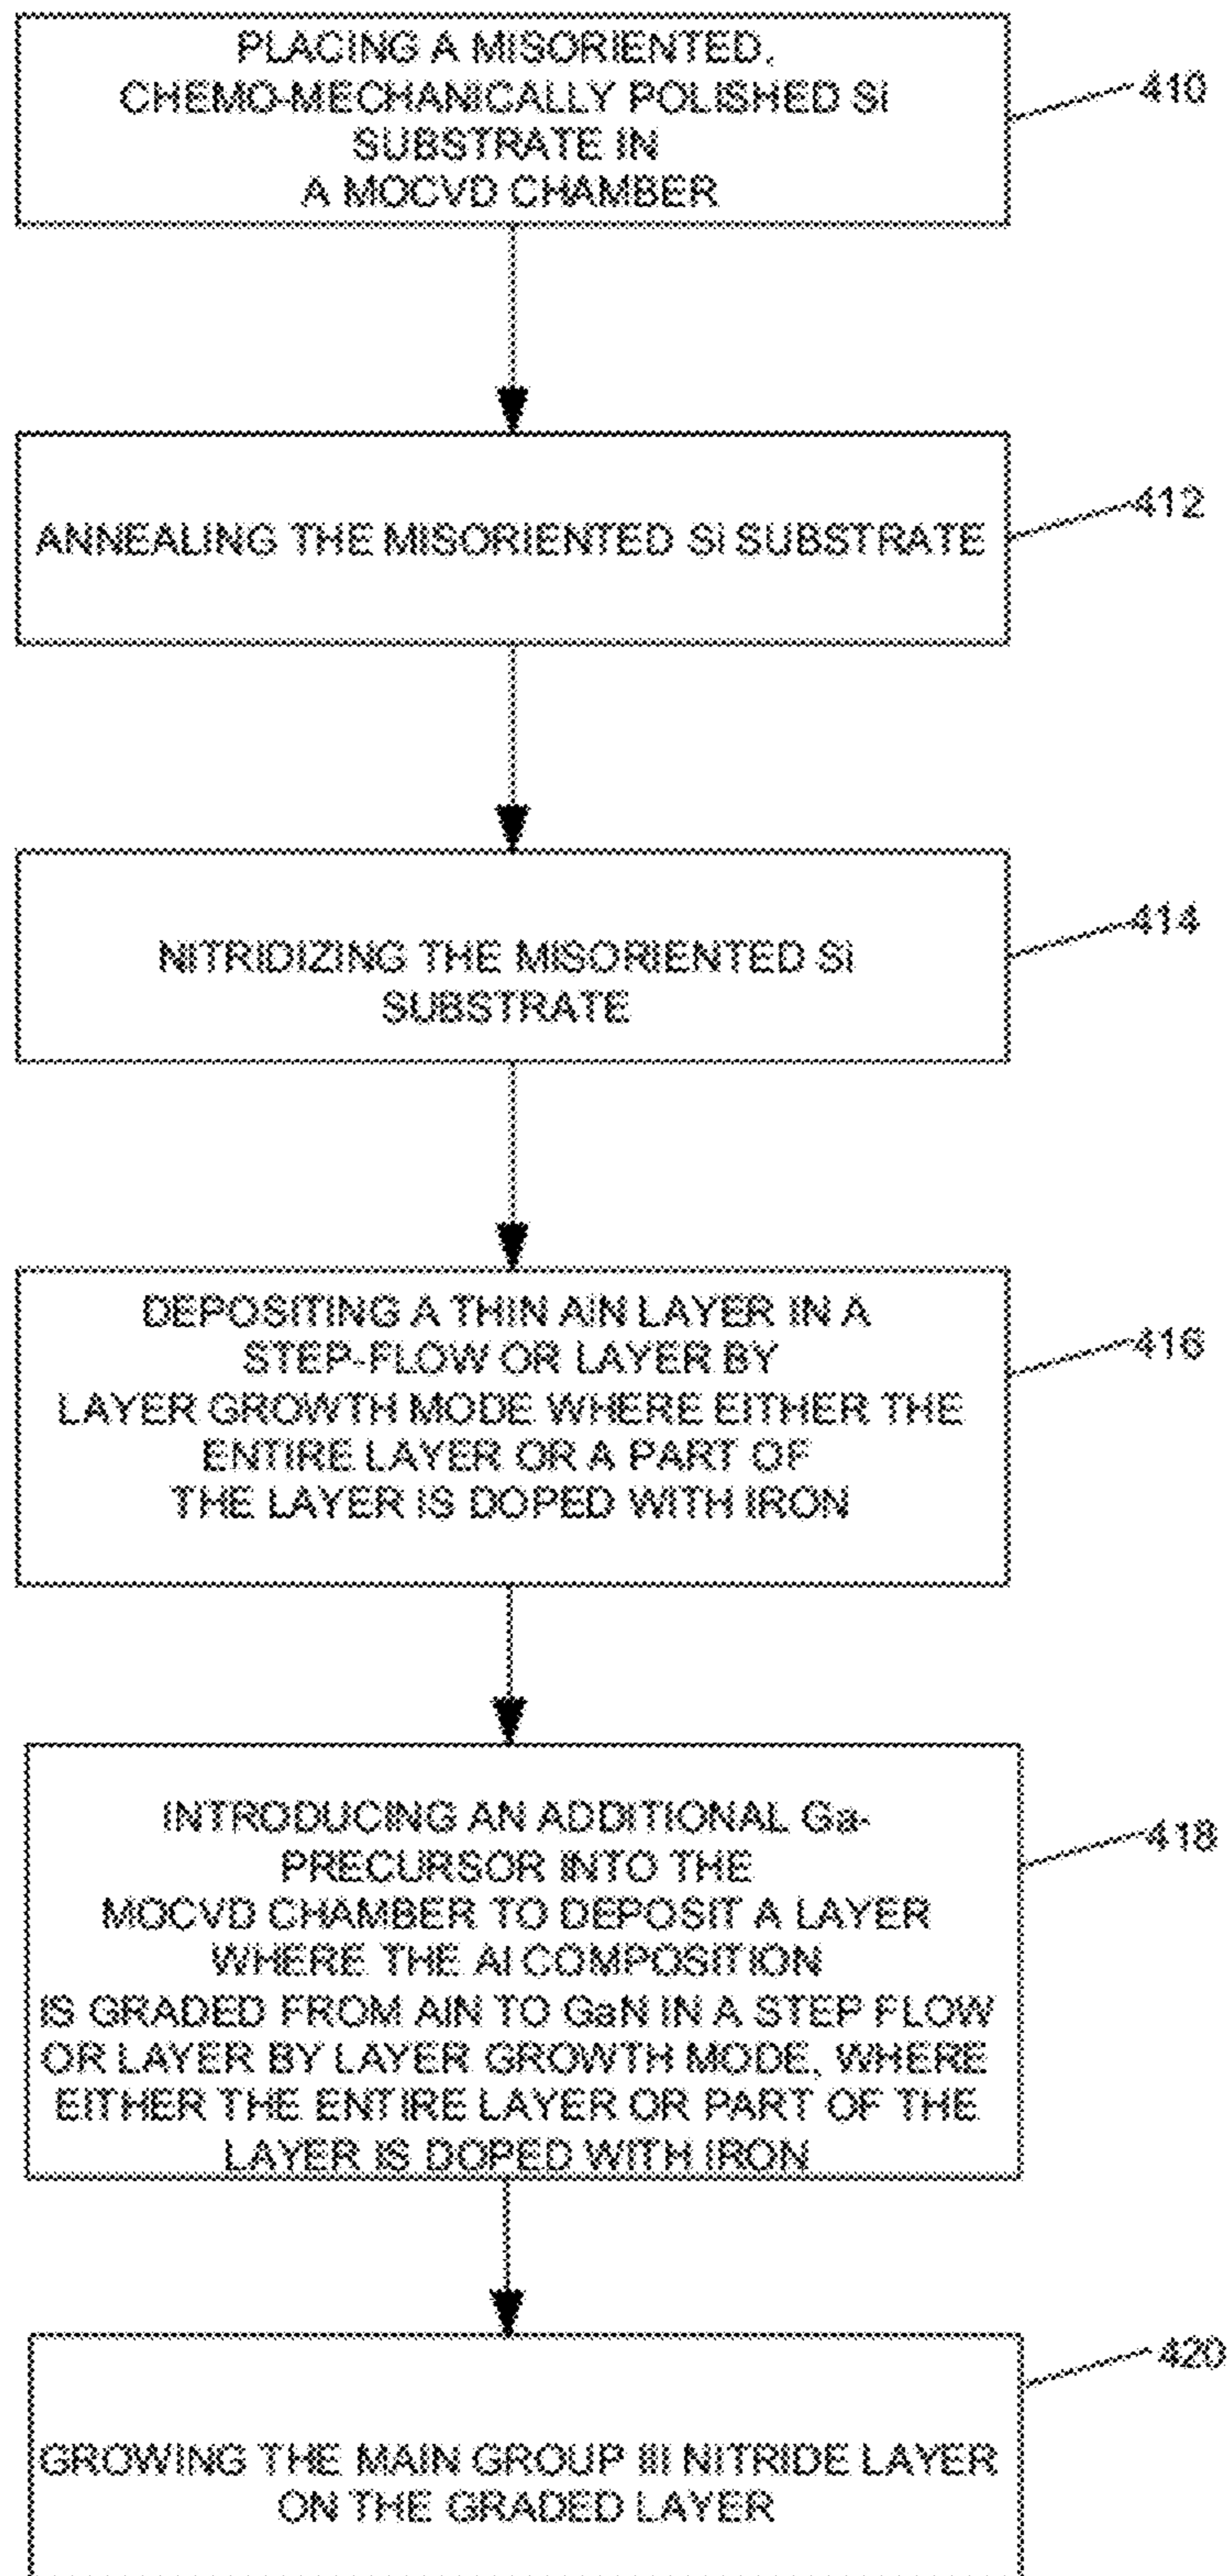 PLACING A MISORIENTED,
CHEMO-MECHANICALLY POLISHED Si
SUBSTRATE IN
A MOCVD CHAMBER
410
ANNEALING THE MISORIENTED Si SUBSTRATE
412
NITRIDIZING THE MISORIENTED Si
SUBSTRATE
414
DEPOSITING A THIN AlN LAYER IN A
STEP-FLOW OR LAYER BY
LAYER GROWTH MODE WHERE EITHER THE
ENTIRE LAYER OR A PART OF
THE LAYER IS DOPED WITH IRON
416
INTRODUCING AN ADDITIONAL Ga-
PRECURSOR INTO THE
MOCVD CHAMBER TO DEPOSIT A LAYER
WHERE THE Al COMPOSITION
IS GRADED FROM AlN TO GaN IN A STEP FLOW
OR LAYER BY LAYER GROWTH MODE, WHERE
EITHER THE ENTIRE LAYER OR PART OF THE
LAYER IS DOPED WITH IRON
418
GROWING THE MAIN GROUP III NITRIDE LAYER
ON THE GRADED LAYER
420